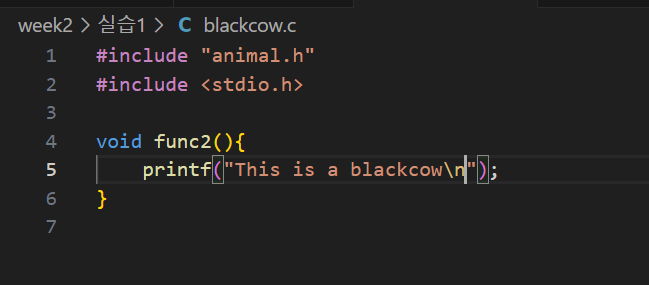 week2 > 실습1 > C blackcow.c
1 #include "animal.h"
2 #include <stdio.h>
3
4 void func2(){
5     printf("This is a blackcow\n");
6 }
7